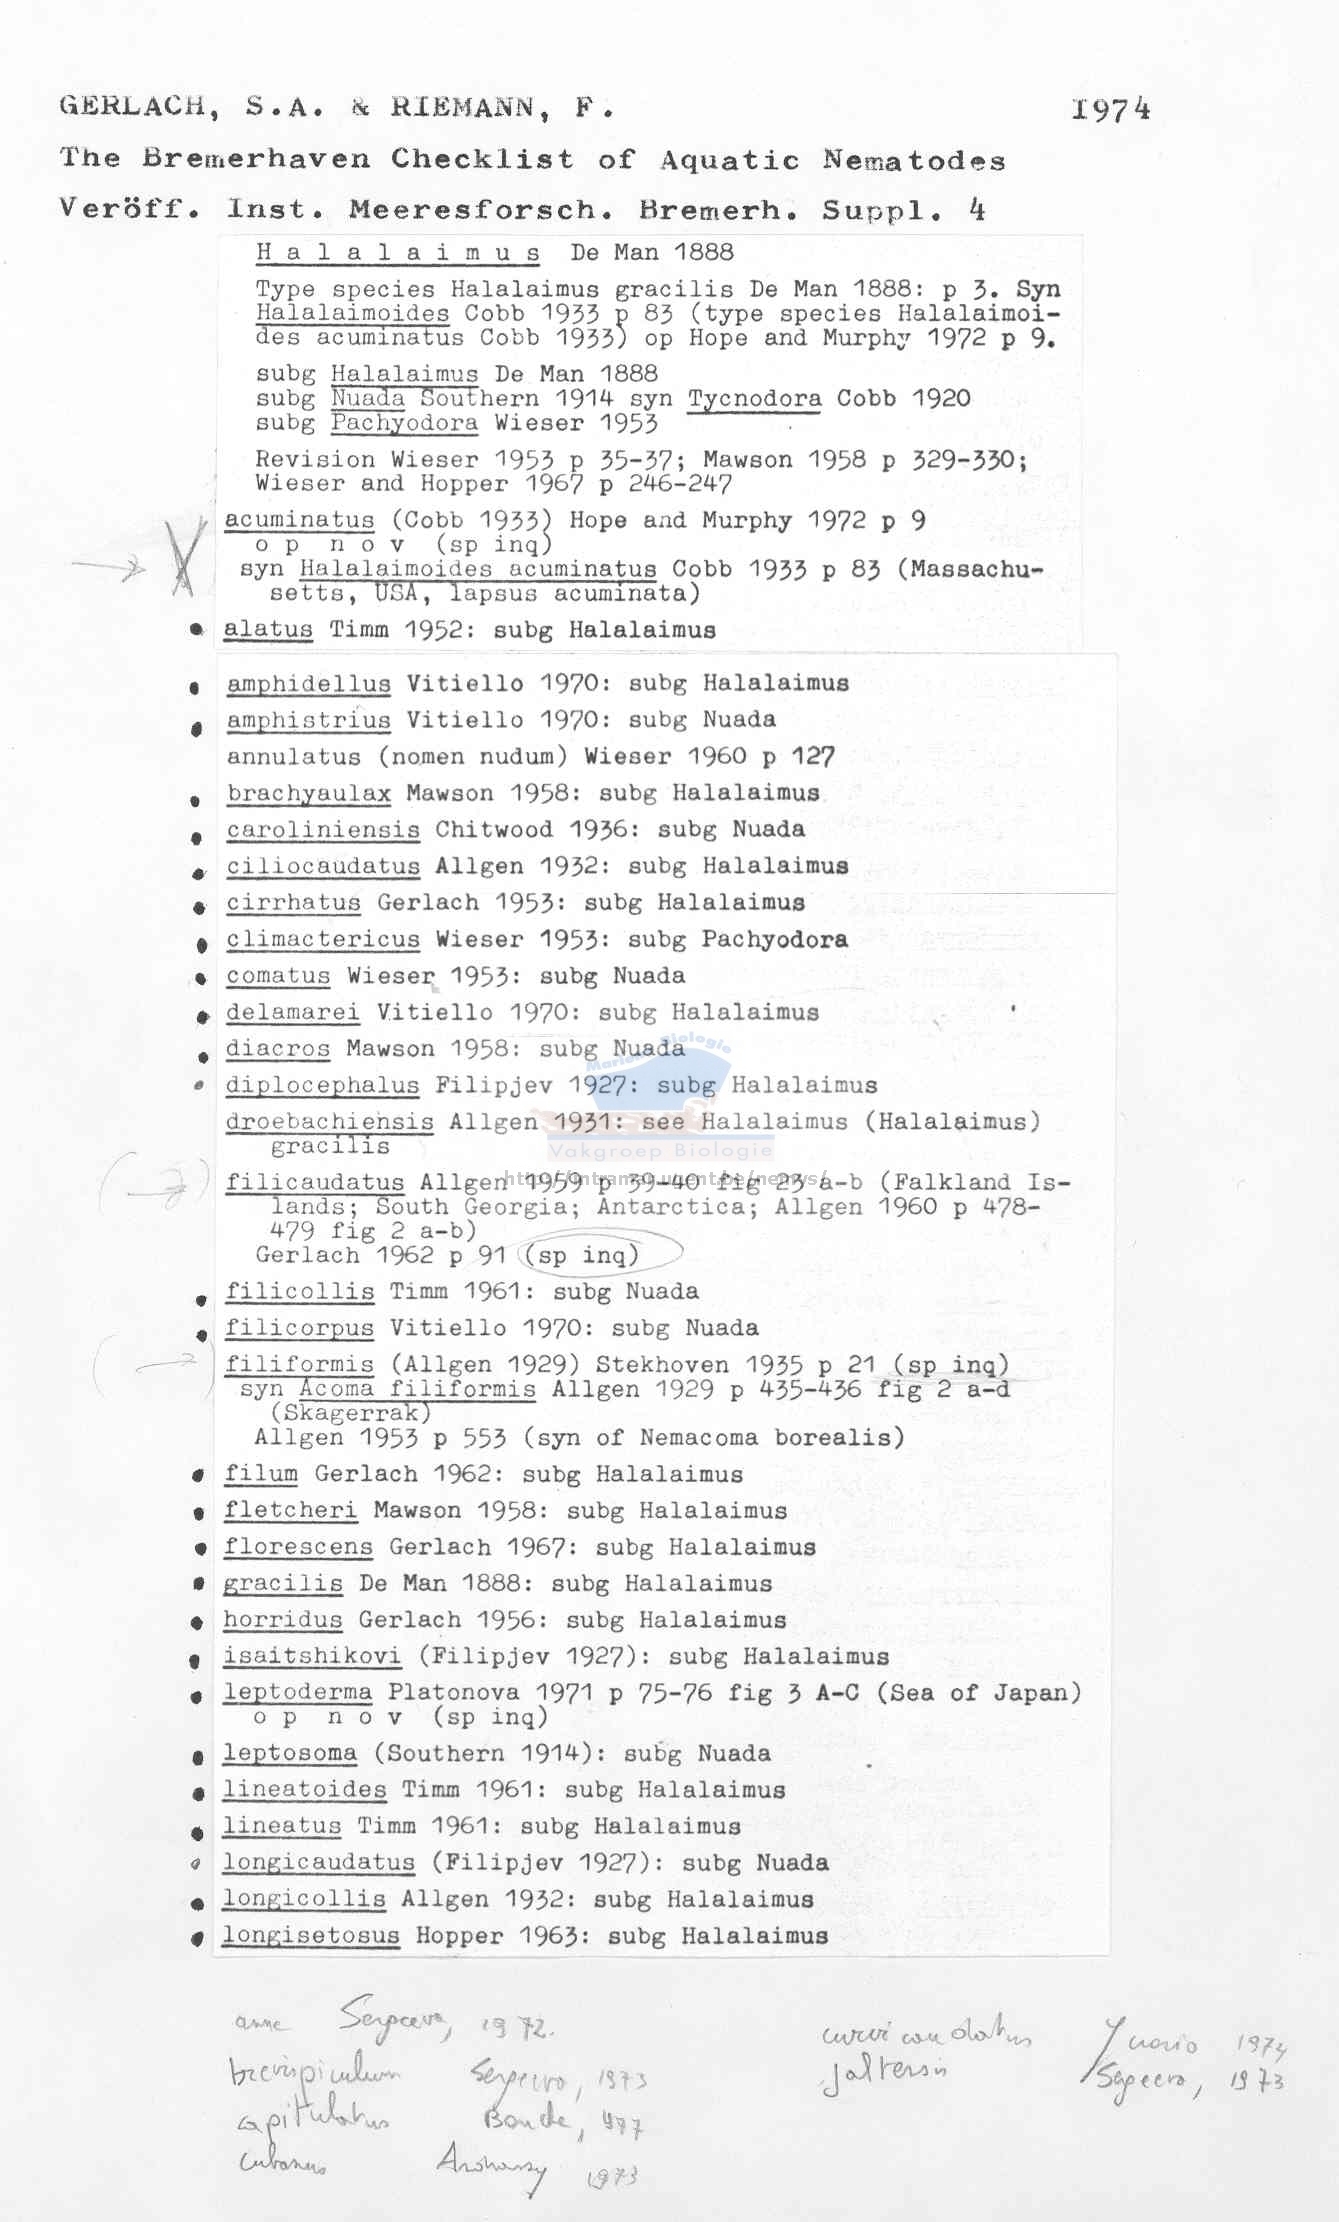 GERLACH, S.A. & RIEMANN, F. 1974
The Bremerhaven Checklist of Aquatic Nematodes
Veröff. Inst. Meeresforsch. Bremerh. Suppl. 4
H a l a l a i m u s De Man 1888
Type species Halalaimus gracilis De Man 1888: p 3. Syn
Halalaimoides Cobb 1933 p 83 (type species Halalaimoi-
des acuminatus Cobb 1933) op Hope and Murphy 1972 p 9.
subg Halalaimus De Man 1888
subg Nuada Southern 1914 syn Tycnodora Cobb 1920
subg Pachyodora Wieser 1953
Revision Wieser 1953 p 35-37; Mawson 1958 p 329-330;
Wieser and Hopper 1967 p 246-247
acuminatus (Cobb 1933) Hope and Murphy 1972 p 9
o p n o v (sp inq)
syn Halalaimoides acuminatus Cobb 1933 p 83 (Massachu-
setts, USA, lapsus acuminata)
alatus Timm 1952: subg Halalaimus
amphidellus Vitiello 1970: subg Halalaimus
amphistrius Vitiello 1970: subg Nuada
annulatus (nomen nudum) Wieser 1960 p 127
brachyaulax Mawson 1958: subg Halalaimus
caroliniensis Chitwood 1936: subg Nuada
ciliocaudatus Allgen 1932: subg Halalaimus
cirrhatus Gerlach 1953: subg Halalaimus
climactericus Wieser 1953: subg Pachyodora
comatus Wieser 1953: subg Nuada
delamarei Vitiello 1970: subg Halalaimus
diacros Mawson 1958: subg Nuada
Mariene Biologie
diplocephalus Filipjev 1927: subg Halalaimus
droebachiensis Allgen 1931: see Halalaimus (Halalaimus)
gracilis
Vakgroep Biologie
filicaudatus Allgen 1959 p 39-40 fig 23 a-b (Falkland Is-
lands; South Georgia; Antarctica; Allgen 1960 p 478-
479 fig 2 a-b)
Gerlach 1962 p 91 (sp inq)
filicollis Timm 1961: subg Nuada
filicorpus Vitiello 1970: subg Nuada
filiformis (Allgen 1929) Stekhoven 1935 p 21 (sp inq)
syn Acoma filiformis Allgen 1929 p 435-436 fig 2 a-d
(Skagerrak)
Allgen 1953 p 553 (syn of Nemacoma borealis)
filum Gerlach 1962: subg Halalaimus
fletcheri Mawson 1958: subg Halalaimus
florescens Gerlach 1967: subg Halalaimus
gracilis De Man 1888: subg Halalaimus
horridus Gerlach 1956: subg Halalaimus
isaitshikovi (Filipjev 1927): subg Halalaimus
leptoderma Platonova 1971 p 75-76 fig 3 A-C (Sea of Japan)
o p n o v (sp inq)
leptosoma (Southern 1914): subg Nuada
lineatoides Timm 1961: subg Halalaimus
lineatus Timm 1961: subg Halalaimus
longicaudatus (Filipjev 1927): subg Nuada
longicollis Allgen 1932: subg Halalaimus
longisetosus Hopper 1963: subg Halalaimus
anne 1972. curvicaudatus Juario 1974
brevispiculum 1973 jaltensis 1973
capitulatus 1977
cubanus 1973